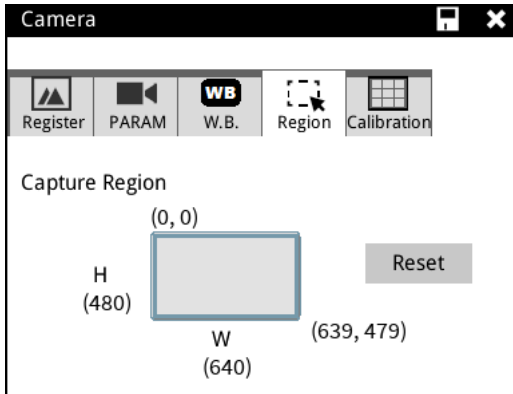 Camera
WB
Register PARAM W.B. Region Calibration
Capture Region
(0, 0)
Reset
H
(480)
(639, 479)
W
(640)